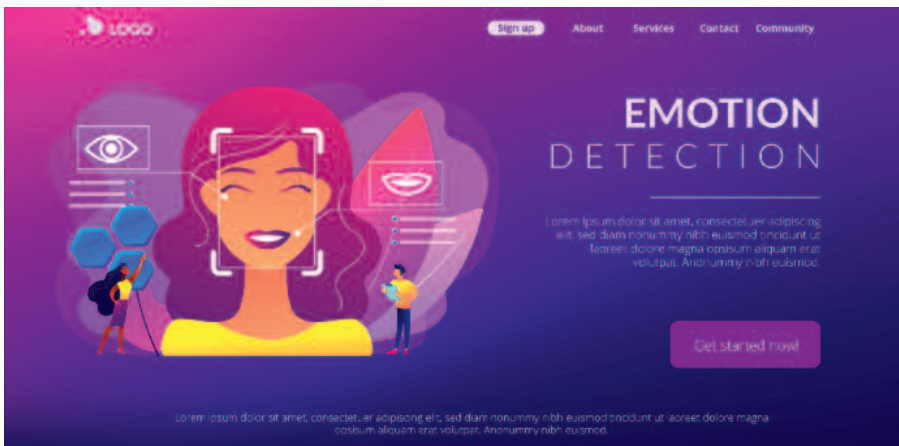 LOGO
Sign up About Services Contact Community
EMOTION
DETECTION
Lorem ipsum dolor sit amet, consectetuer adipiscing
elit, sed diam nonummy nibh euismod tincidunt ut
laoreet dolore magna opsisum aliquam erat
volutpat. Anonummy nibh euismod.
Get started now!
Lorem ipsum dolor sit amet, consectetuer adipiscing elit, sed diam nonummy nibh euismod tincidunt ut laoreet dolore magna
opsisum aliquam erat volutpat. Anonummy nibh euismod.